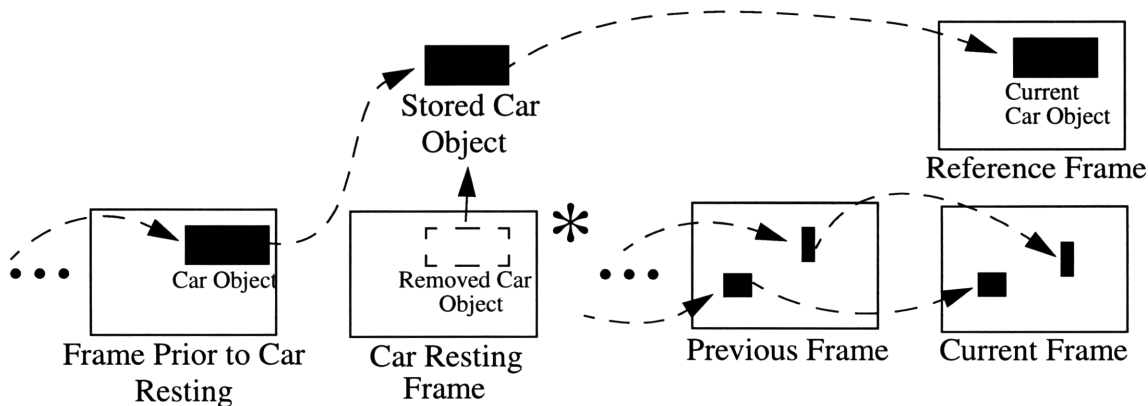 Stored Car
Object
Current
Car Object
Reference Frame
Car Object
Removed Car
Object
*
Frame Prior to Car
Resting
Car Resting
Frame
Previous Frame
Current Frame